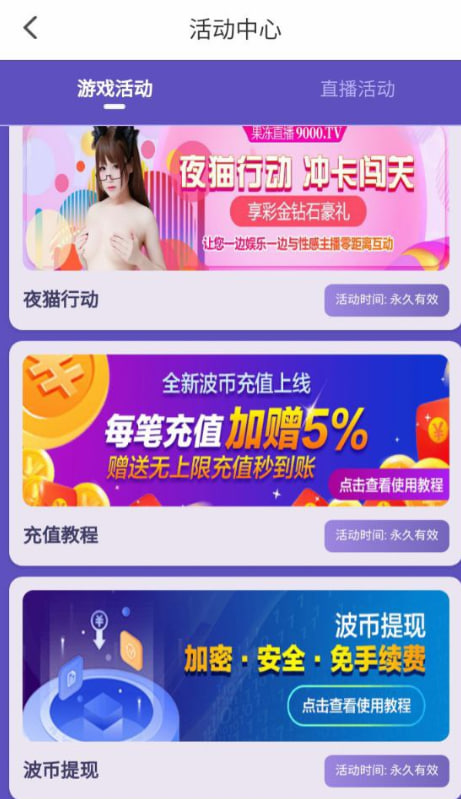 活动中心
游戏活动
直播活动
果冻直播 9000.TV
夜猫行动 冲卡闯关
享彩金钻石豪礼
让您一边娱乐一边与性感主播零距离互动
夜猫行动
活动时间: 永久有效
全新波币充值上线
每笔充值加赠5%
赠送无上限充值秒到账
点击查看使用教程
充值教程
活动时间: 永久有效
波币提现
加密·安全·免手续费
点击查看使用教程
波币提现
活动时间: 永久有效